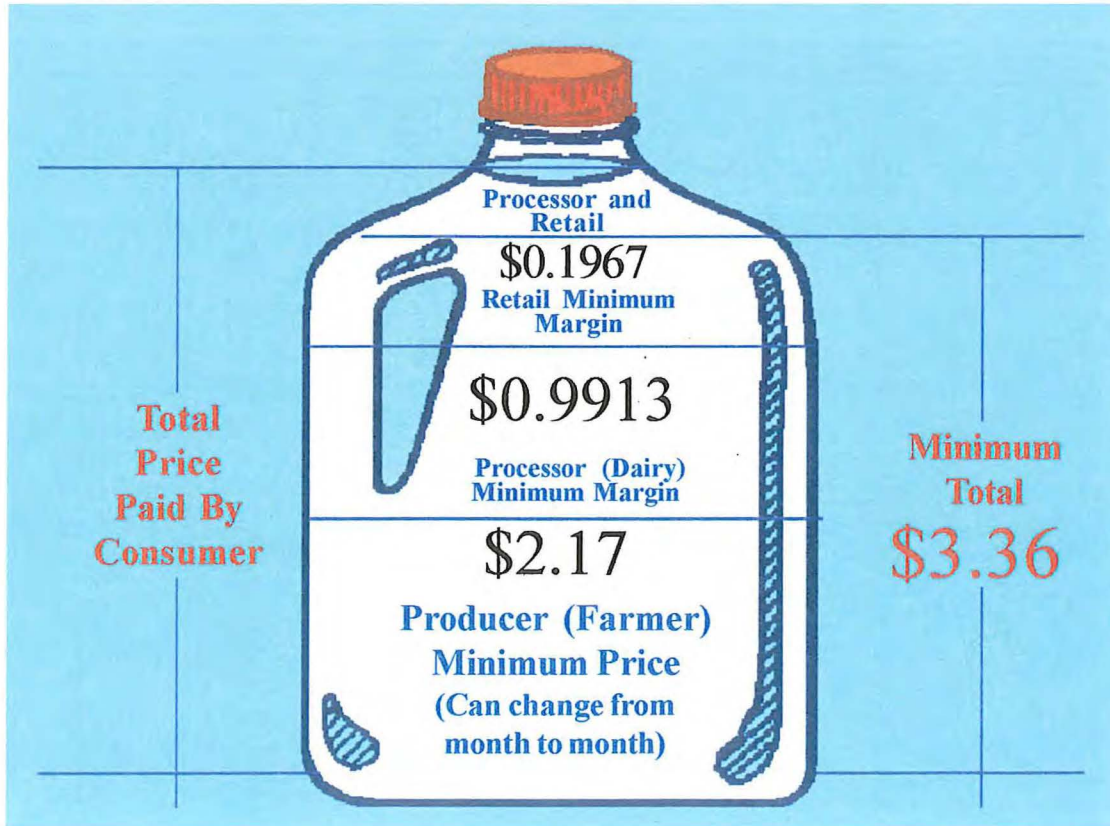 Processor and
Retail
$0.1967
Retail Minimum
Margin
$0.9913
Processor (Dairy)
Minimum Margin
$2.17
Producer (Farmer)
Minimum Price
(Can change from
month to month)
Total
Price
Paid By
Consumer
Minimum
Total
$3.36